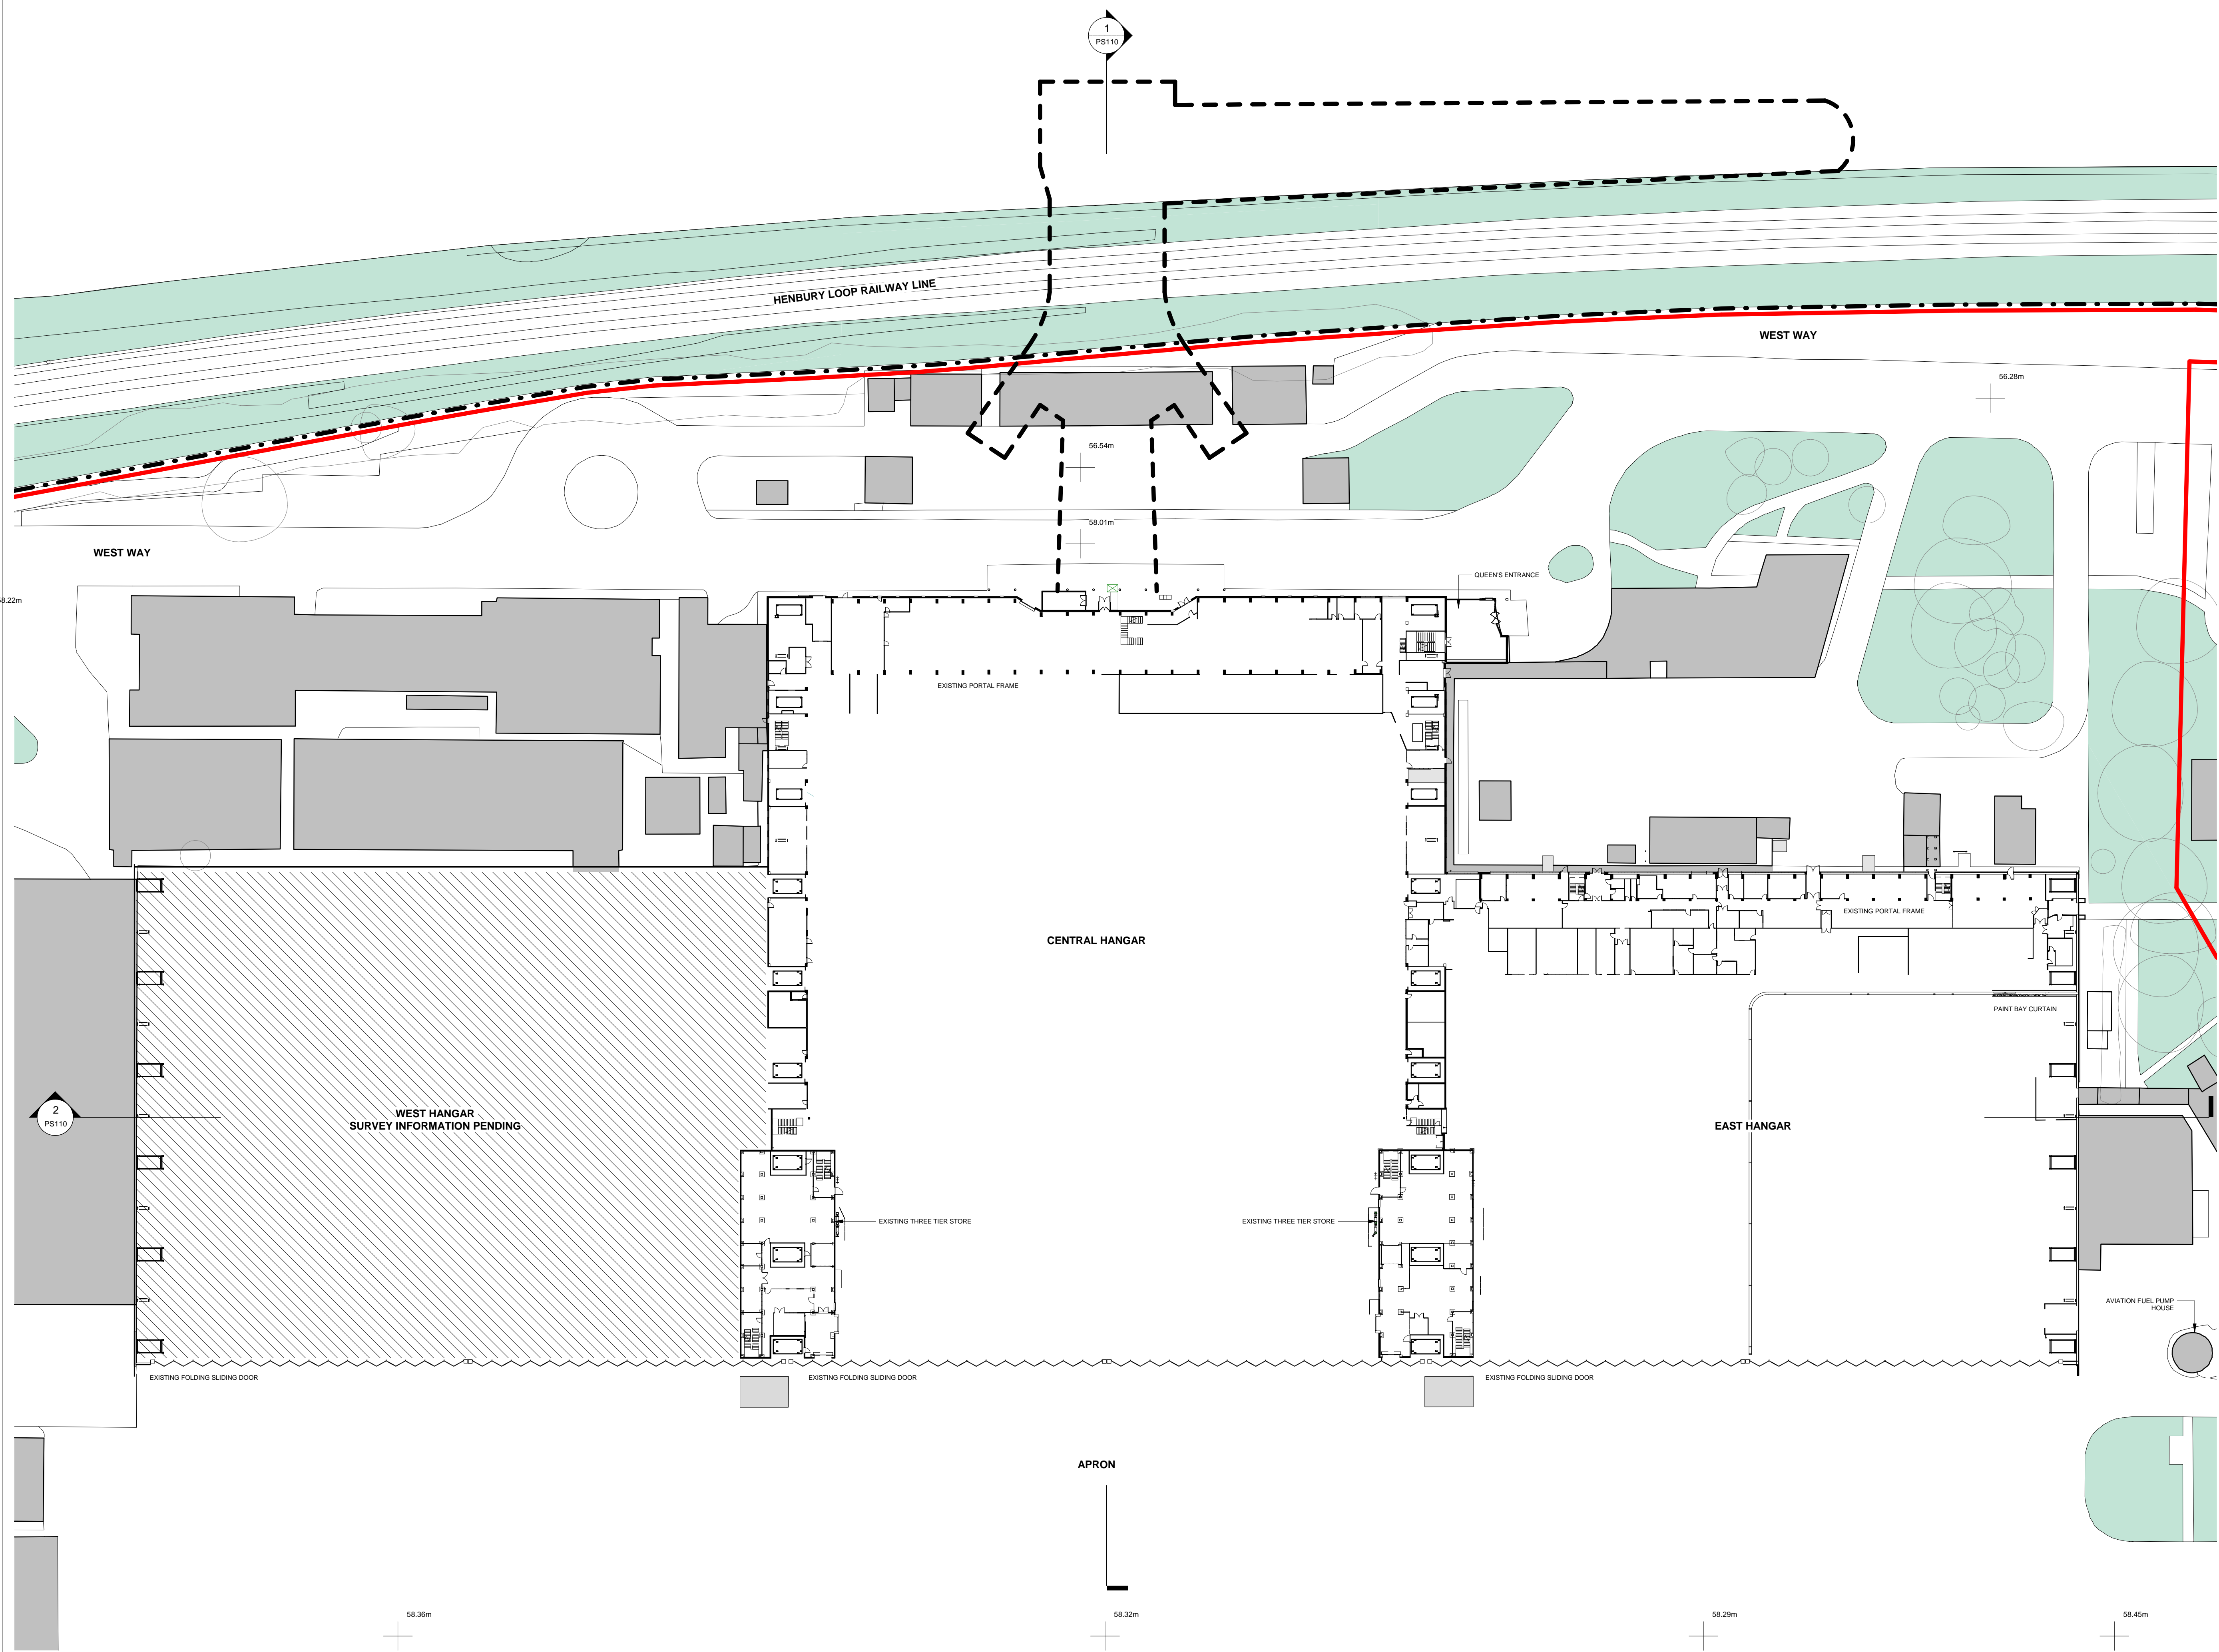 1
PS110
HENBURY LOOP RAILWAY LINE
WEST WAY
56.28m
56.54m
58.01m
WEST WAY
QUEEN'S ENTRANCE
EXISTING PORTAL FRAME
EXISTING PORTAL FRAME
CENTRAL HANGAR
PAINT BAY CURTAIN
2
PS110
WEST HANGAR
SURVEY INFORMATION PENDING
EAST HANGAR
EXISTING THREE TIER STORE
EXISTING THREE TIER STORE
AVIATION FUEL PUMP
HOUSE
EXISTING FOLDING SLIDING DOOR
EXISTING FOLDING SLIDING DOOR
EXISTING FOLDING SLIDING DOOR
APRON
58.36m
58.32m
58.29m
58.45m